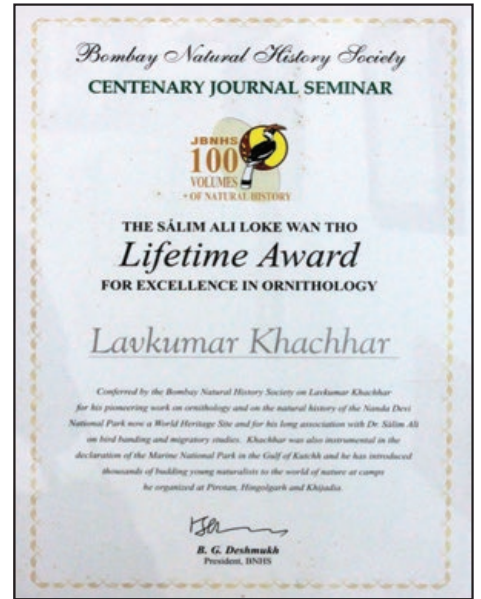 Bombay Natural History Society
CENTENARY JOURNAL SEMINAR
JBNHS
100
VOLUMES
• OF NATURAL HISTORY
THE SÁLIM ALI LOKE WAN THO
Lifetime Award
FOR EXCELLENCE IN ORNITHOLOGY
Lavkumar Khachhar
Conferred by the Bombay Natural History Society on Lavkumar Khachhar
for his pioneering work on ornithology and on the natural history of the Nanda Devi
National Park now a World Heritage Site and for his long association with Dr. Sálim Ali
on bird banding and migratory studies. Khachhar was also instrumental in the
declaration of the Marine National Park in the Gulf of Kutchh and he has introduced
thousands of budding young naturalists to the world of nature at camps
he organized at Pirotan, Hingolgarh and Khijadia.
B. G. Deshmukh
President, BNHS